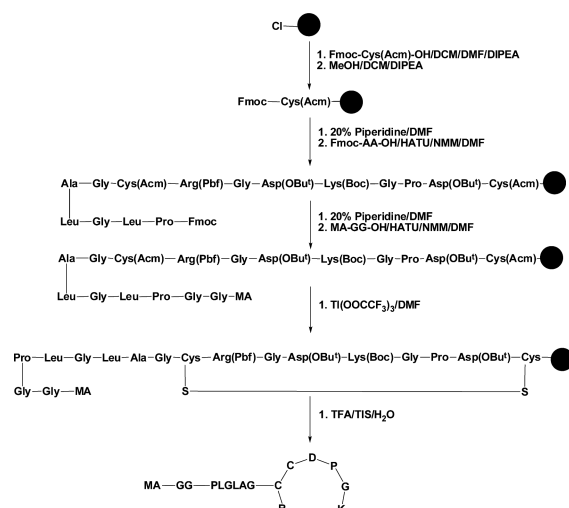 Cl
1. Fmoc-Cys(Acm)-OH/DCM/DMF/DIPEA
2. MeOH/DCM/DIPEA
Fmoc—Cys(Acm)
1. 20% Piperidine/DMF
2. Fmoc-AA-OH/HATU/NMM/DMF
Ala—Gly-Cys(Acm)—Arg(Pbf)—Gly—Asp(OBuᵗ)—Lys(Boc)—Gly—Pro—Asp(OBuᵗ)—Cys(Acm)
Leu—Gly—Leu—Pro—Fmoc
1. 20% Piperidine/DMF
2. MA-GG-OH/HATU/NMM/DMF
Ala—Gly-Cys(Acm)—Arg(Pbf)—Gly—Asp(OBuᵗ)—Lys(Boc)—Gly—Pro—Asp(OBuᵗ)—Cys(Acm)
Leu—Gly—Leu—Pro—Gly—Gly—MA
1. Tl(OOCCF₃)₃/DMF
Pro—Leu—Gly—Leu—Ala—Gly—Cys—Arg(Pbf)—Gly—Asp(OBuᵗ)—Lys(Boc)—Gly—Pro—Asp(OBuᵗ)—Cys
Gly—Gly—MA S S
1. TFA/TIS/H₂O
C D P
MA—GG—PLGLAG—C G